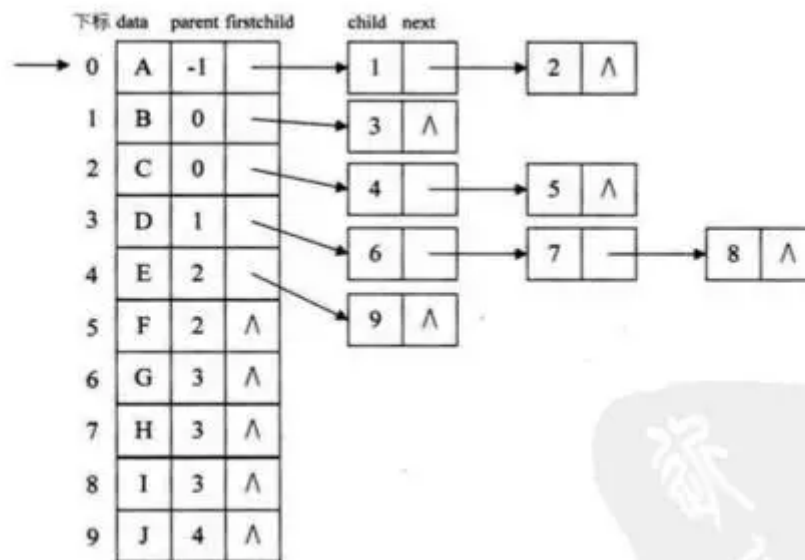 下标 data parent firstchild child next
0 A -1 1 2 Λ
1 B 0 3 Λ
2 C 0 4 5 Λ
3 D 1 6 7 8 Λ
4 E 2 9 Λ
5 F 2 Λ
6 G 3 Λ
7 H 3 Λ
8 I 3 Λ
9 J 4 Λ